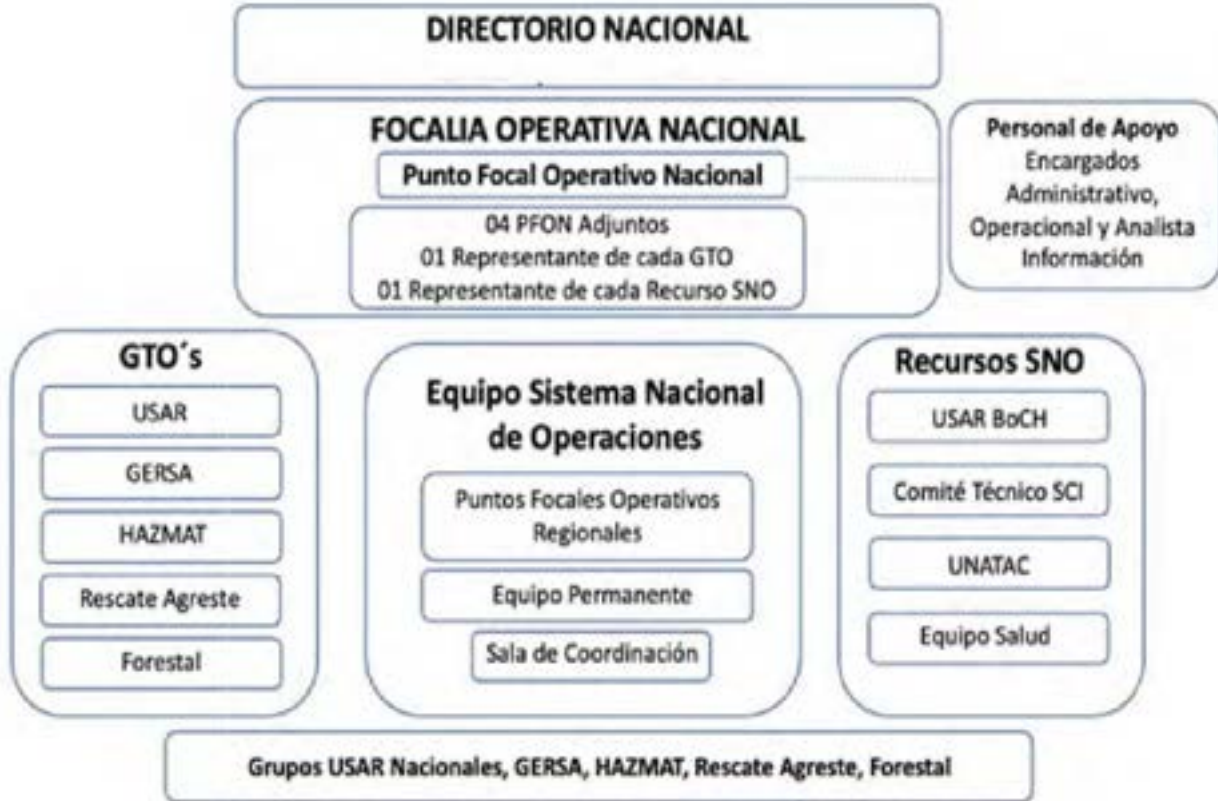 DIRECTORIO NACIONAL
FOCALIA OPERATIVA NACIONAL
Punto Focal Operativo Nacional
04 PFON Adjuntos
01 Representante de cada GTO
01 Representante de cada Recurso SNO
Personal de Apoyo
Encargados
Administrativo,
Operacional y Analista
Información
GTO´s
USAR
GERSA
HAZMAT
Rescate Agreste
Forestal
Equipo Sistema Nacional
de Operaciones
Puntos Focales Operativos
Regionales
Equipo Permanente
Sala de Coordinación
Recursos SNO
USAR BoCH
Comité Técnico SCI
UNATAC
Equipo Salud
Grupos USAR Nacionales, GERSA, HAZMAT, Rescate Agreste, Forestal